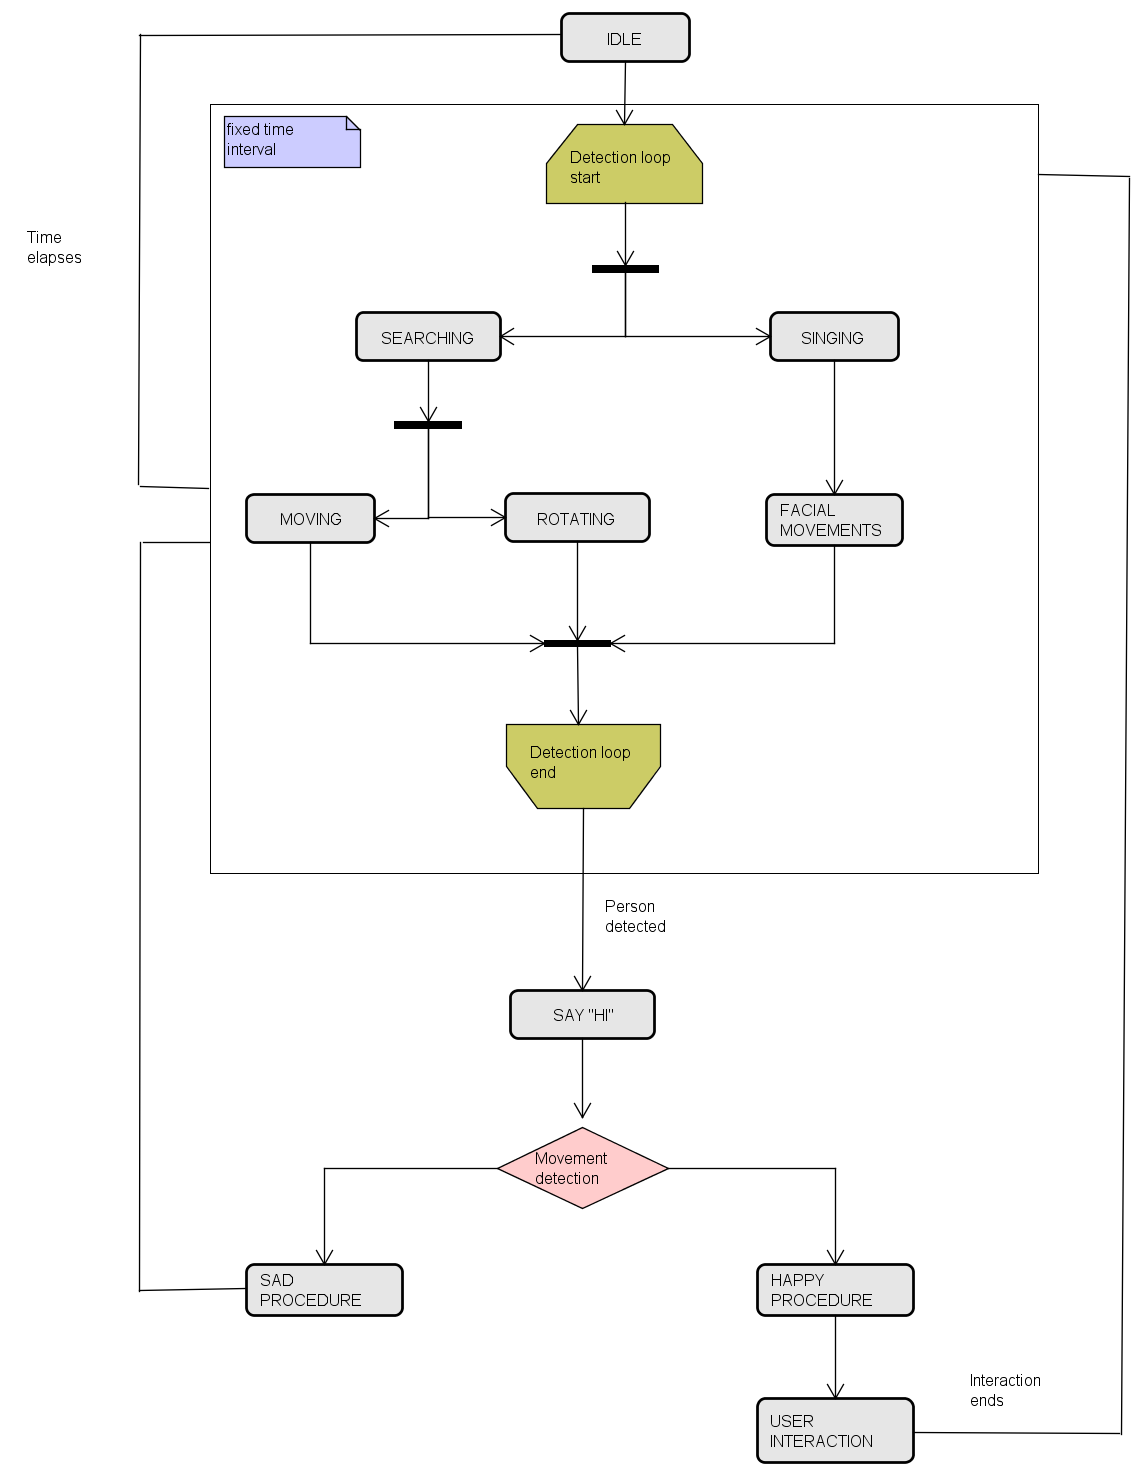 IDLE
fixed time
interval
Detection loop
start
Time
elapses
SEARCHING
SINGING
MOVING
ROTATING
FACIAL
MOVEMENTS
Detection loop
end
Person
detected
SAY "HI"
Movement
detection
SAD
PROCEDURE
HAPPY
PROCEDURE
Interaction
ends
USER
INTERACTION